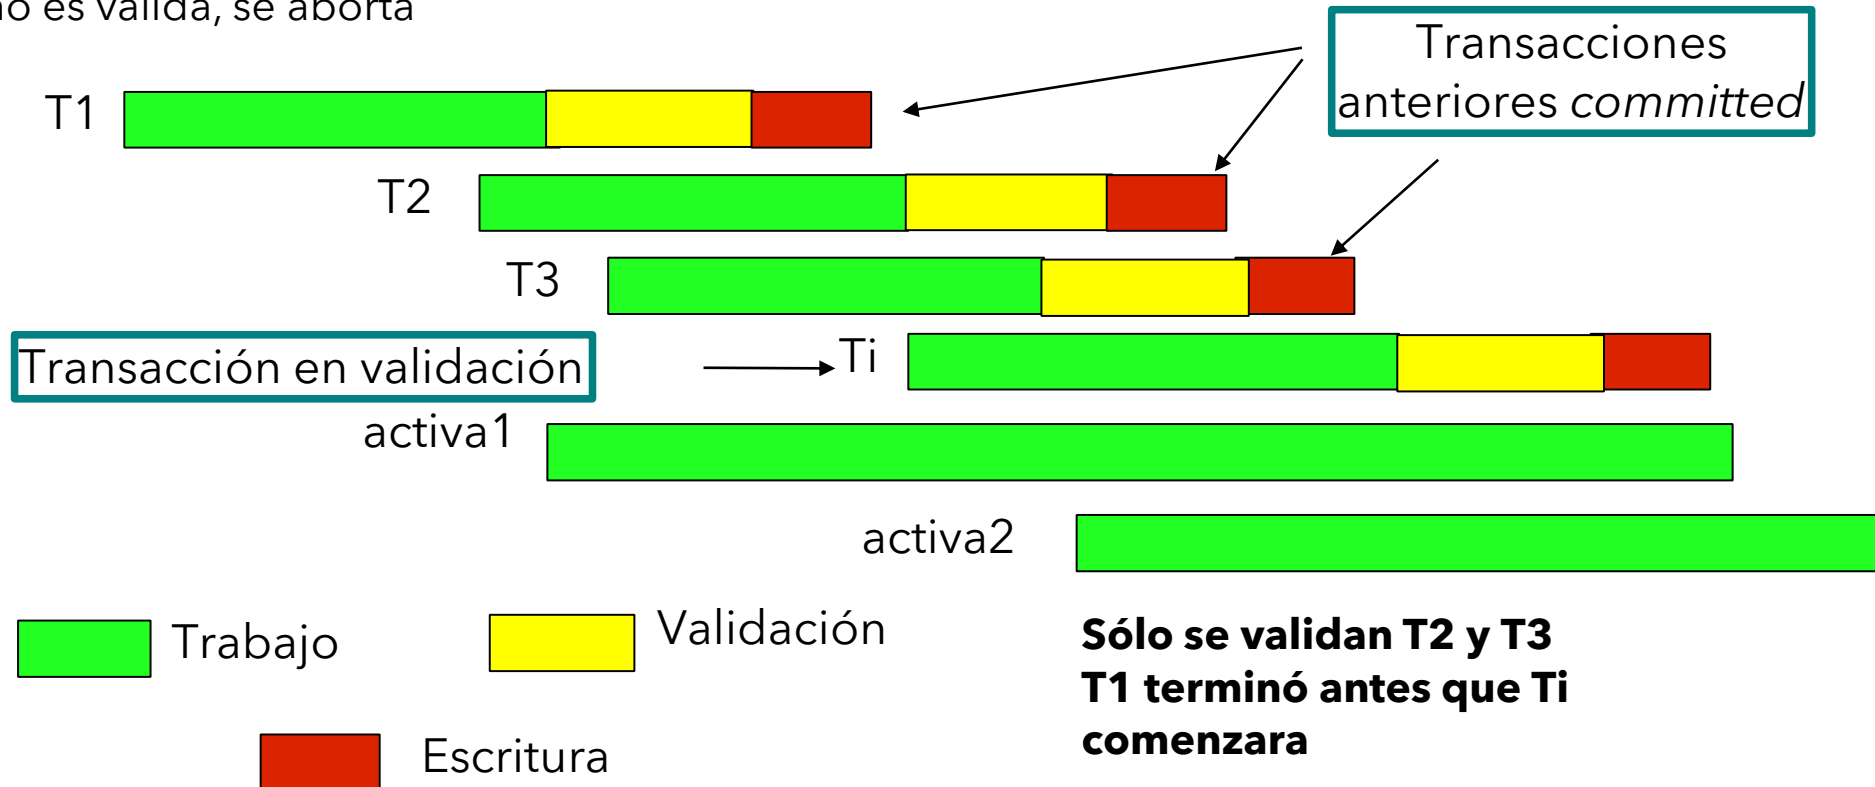 no es válida, se aborta
Transacciones
anteriores committed
T1
T2
T3
Transacción en validación
Ti
activa1
activa2
Trabajo
Validación
Escritura
Sólo se validan T2 y T3
T1 terminó antes que Ti
comenzara